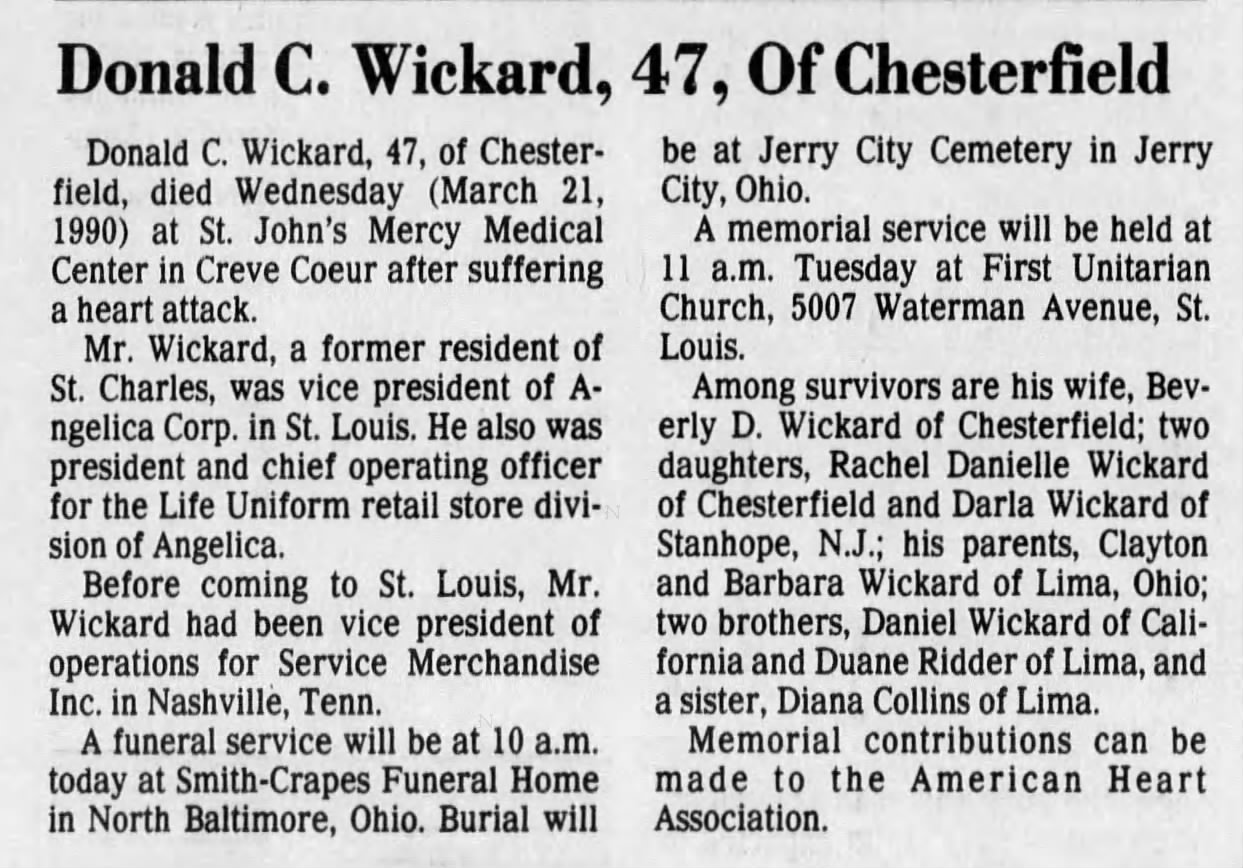 Donald C. Wickard, 47, Of Chesterfield
Donald C. Wickard, 47, of Chester-
field, died Wednesday (March 21,
1990) at St. John's Mercy Medical
Center in Creve Coeur after suffering
a heart attack.
Mr. Wickard, a former resident of
St. Charles, was vice president of A-
ngelica Corp. in St. Louis. He also was
president and chief operating officer
for the Life Uniform retail store divi-
sion of Angelica.
Before coming to St. Louis, Mr.
Wickard had been vice president of
operations for Service Merchandise
Inc. in Nashville, Tenn.
A funeral service will be at 10 a.m.
today at Smith-Crapes Funeral Home
in North Baltimore, Ohio. Burial will
be at Jerry City Cemetery in Jerry
City, Ohio.
A memorial service will be held at
11 a.m. Tuesday at First Unitarian
Church, 5007 Waterman Avenue, St.
Louis.
Among survivors are his wife, Bev-
erly D. Wickard of Chesterfield; two
daughters, Rachel Danielle Wickard
of Chesterfield and Darla Wickard of
Stanhope, N.J.; his parents, Clayton
and Barbara Wickard of Lima, Ohio;
two brothers, Daniel Wickard of Cali-
fornia and Duane Ridder of Lima, and
a sister, Diana Collins of Lima.
Memorial contributions can be
made to the American Heart
Association.